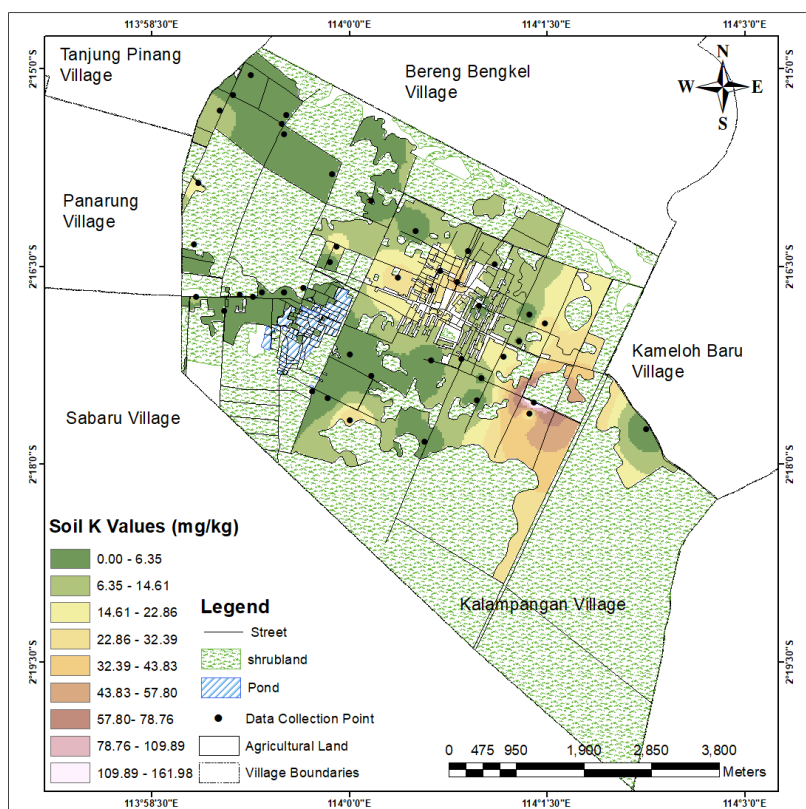 113°58'30"E 114°0'0"E 114°1'30"E 114°3'0"E
Tanjung Pinang
Village
Bereng Bengkel
Village
N
W E
S
2°15'0"S 2°15'0"S
Panarung
Village
2°16'30"S 2°16'30"S
Kameloh Baru
Village
Sabaru Village
2°18'0"S 2°18'0"S
Soil K Values (mg/kg)
0.00 - 6.35
6.35 - 14.61
14.61 - 22.86
22.86 - 32.39
32.39 - 43.83
43.83 - 57.80
57.80- 78.76
78.76 - 109.89
109.89 - 161.98
Legend
Street
shrubland
Pond
Data Collection Point
Agricultural Land
Village Boundaries
Kalampangan Village
2°19'30"S 2°19'30"S
0 475 950 1,900 2,850 3,800
Meters
113°58'30"E 114°0'0"E 114°1'30"E 114°3'0"E